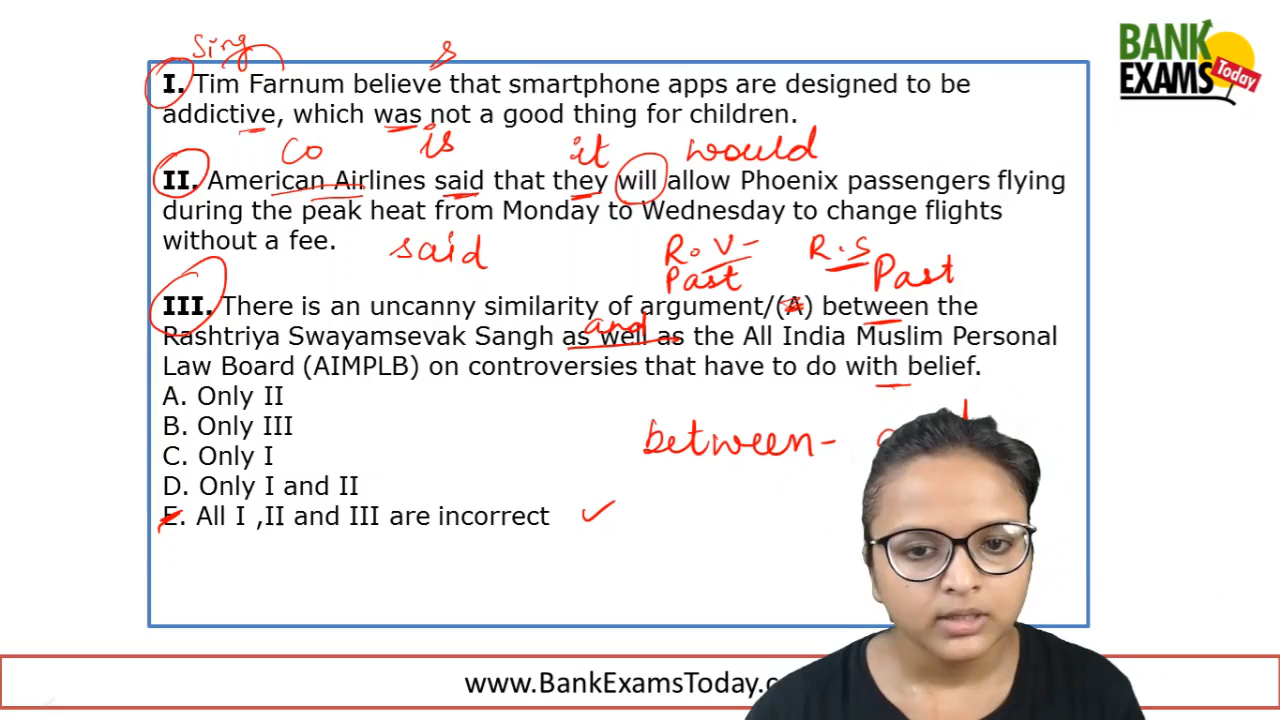 BANK
EXAMS
Today
Sing
s
I. Tim Farnum believe that smartphone apps are designed to be
addictive, which was not a good thing for children.
Co is it would
II. American Airlines said that they will allow Phoenix passengers flying
during the peak heat from Monday to Wednesday to change flights
without a fee.
said R.V- R.S
Past Past
III. There is an uncanny similarity of argument/(A) between the
and
Rashtriya Swayamsevak Sangh as well as the All India Muslim Personal
Law Board (AIMPLB) on controversies that have to do with belief.
A. Only II
B. Only III
between-
C. Only I
D. Only I and II
E. All I ,II and III are incorrect
www.BankExamsToday.c